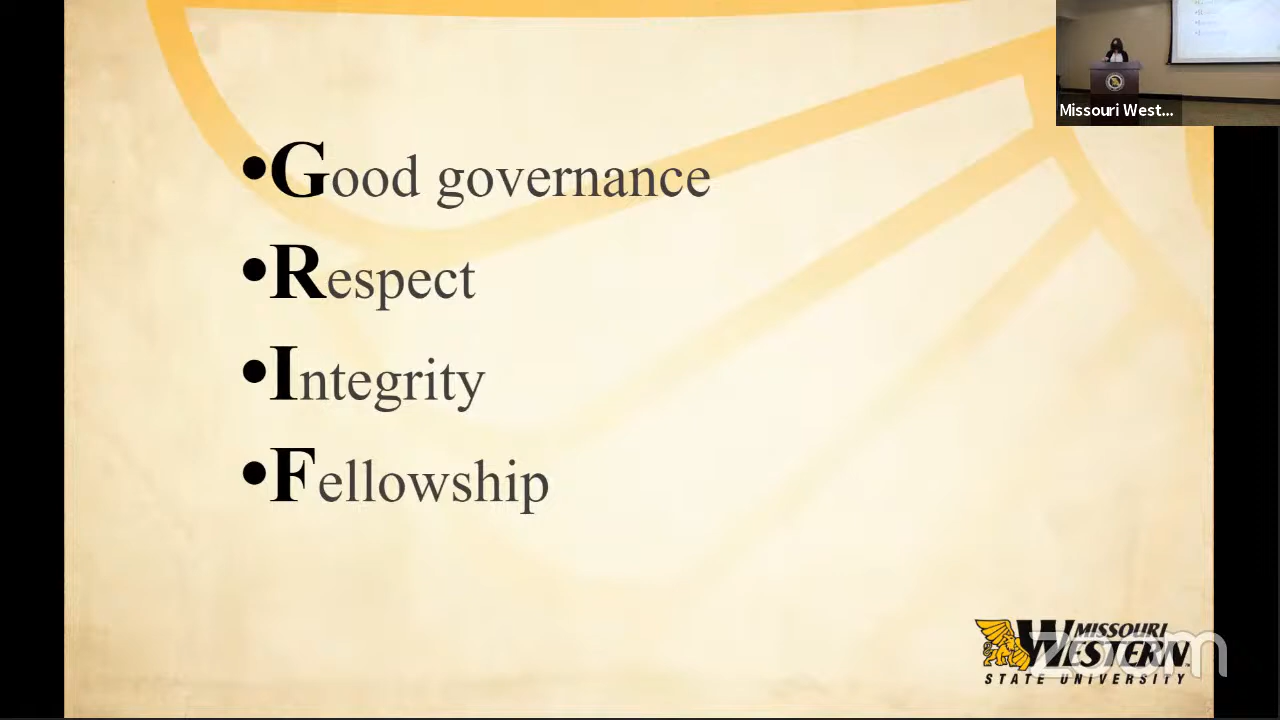 Missouri West...
•Good governance
•Respect
•Integrity
•Fellowship
MISSOURI
WESTERN
STATE UNIVERSITY
zoom